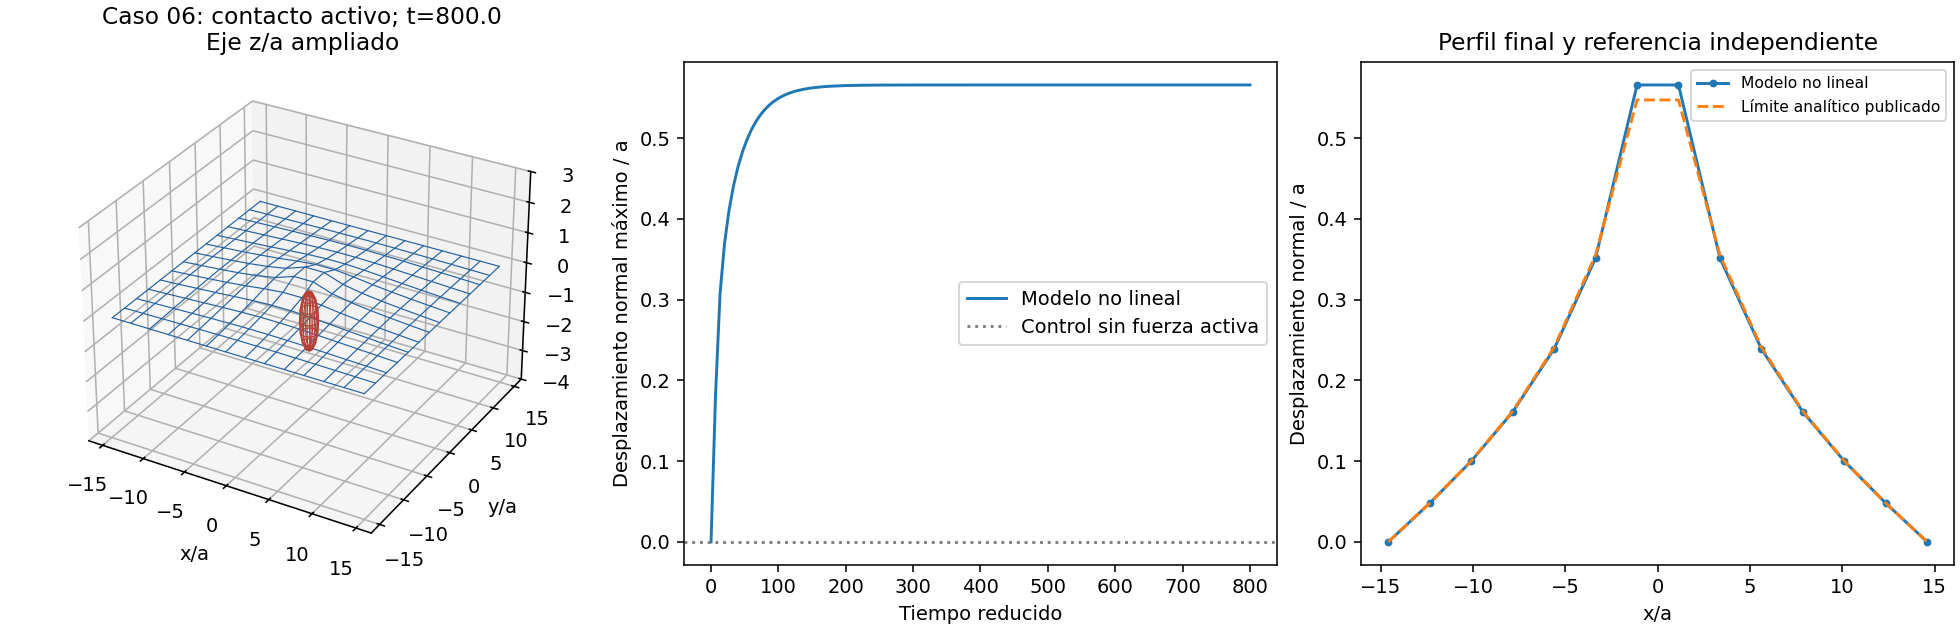 Caso 06: contacto activo; t=800.0
Eje z/a ampliado
3
2
1
0
−1
−2
−3
−4
15
10
5
0
−5
−10
−15
y/a
−15
−10
−5
0
5
10
15
x/a
Desplazamiento normal máximo / a
0.5
0.4
0.3
0.2
0.1
0.0
Modelo no lineal
Control sin fuerza activa
0 100 200 300 400 500 600 700 800
Tiempo reducido
Perfil final y referencia independiente
Desplazamiento normal / a
Modelo no lineal
Límite analítico publicado
0.5
0.4
0.3
0.2
0.1
0.0
−15 −10 −5 0 5 10 15
x/a